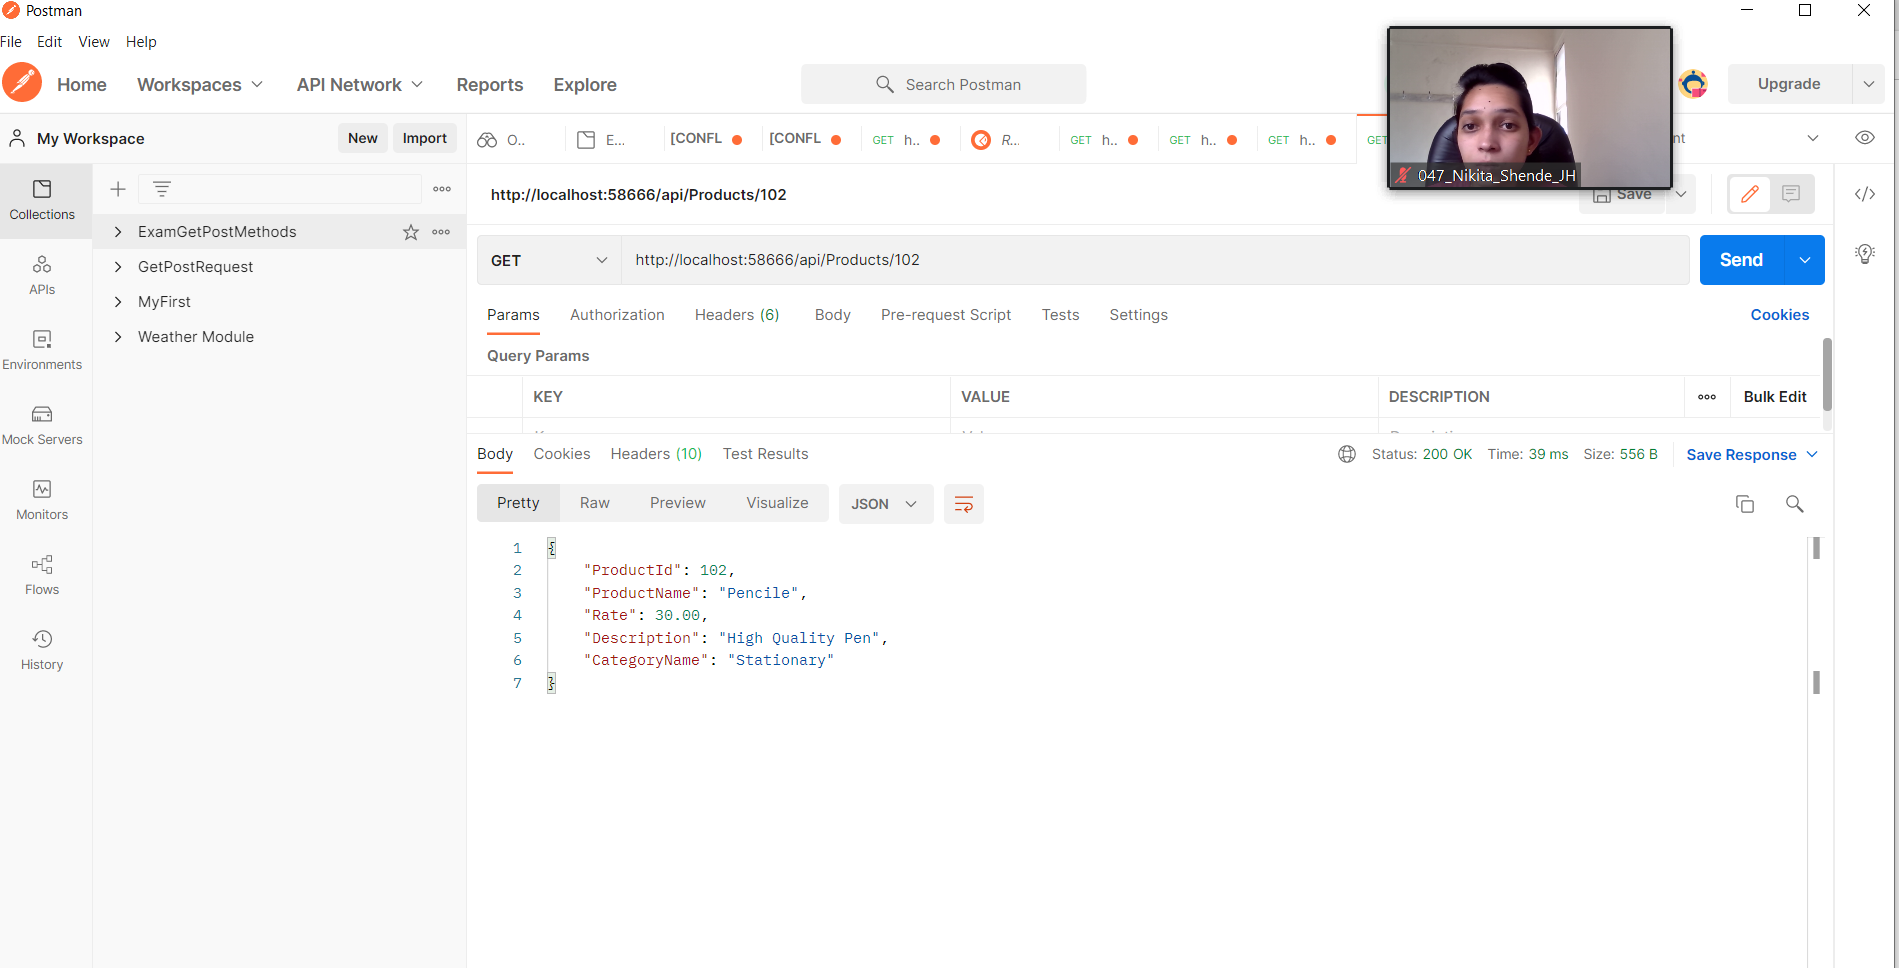 Postman
File Edit View Help
Home Workspaces API Network Reports Explore Search Postman Upgrade
My Workspace New Import O.. E... [CONFL [CONFL GET h.. R... GET h.. GET h.. GET h.. GET nt
047_Nikita_Shende_JH
Collections
APIs
Environments
Mock Servers
Monitors
Flows
History
ExamGetPostMethods
GetPostRequest
MyFirst
Weather Module
http://localhost:58666/api/Products/102 Save
GET http://localhost:58666/api/Products/102 Send
Params Authorization Headers (6) Body Pre-request Script Tests Settings Cookies
Query Params
KEY VALUE DESCRIPTION Bulk Edit
Body Cookies Headers (10) Test Results Status: 200 OK Time: 39 ms Size: 556 B Save Response
Pretty Raw Preview Visualize JSON
1 {
2 "ProductId": 102,
3 "ProductName": "Pencile",
4 "Rate": 30.00,
5 "Description": "High Quality Pen",
6 "CategoryName": "Stationary"
7 }